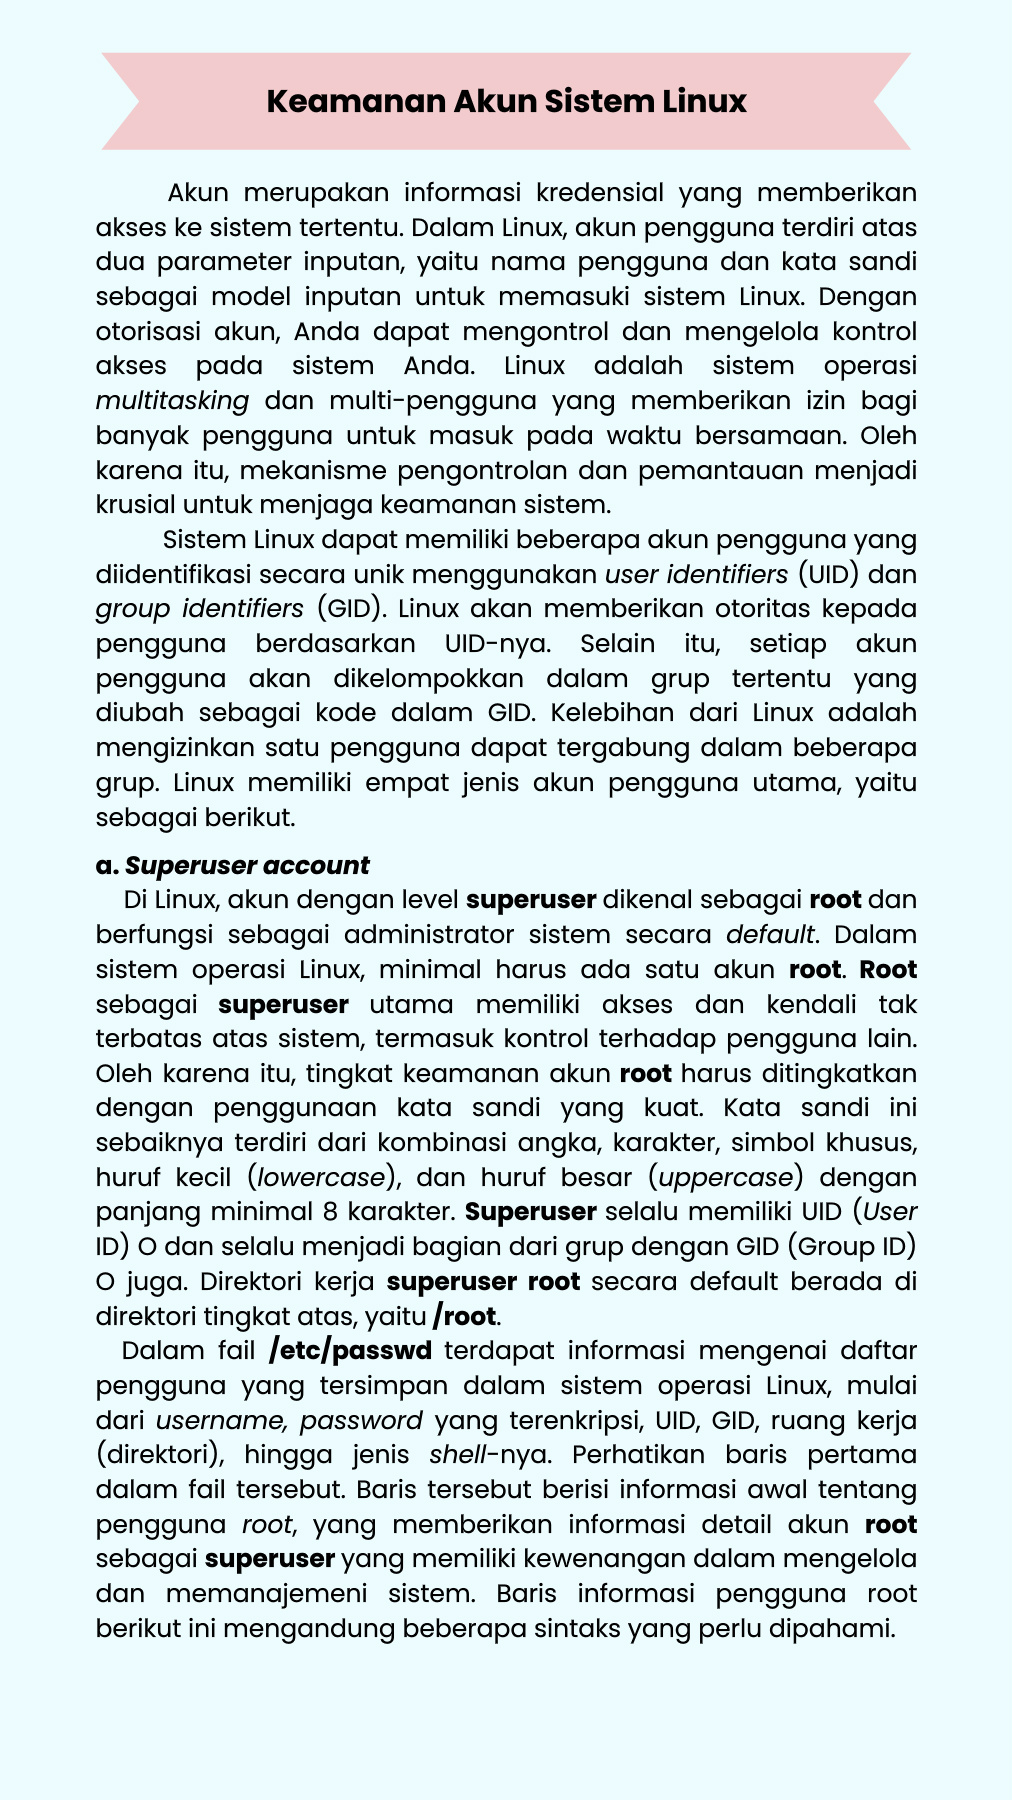 Keamanan Akun Sistem Linux
Akun merupakan informasi kredensial yang memberikan
akses ke sistem tertentu. Dalam Linux, akun pengguna terdiri atas
dua parameter inputan, yaitu nama pengguna dan kata sandi
sebagai model inputan untuk memasuki sistem Linux. Dengan
otorisasi akun, Anda dapat mengontrol dan mengelola kontrol
akses pada sistem Anda. Linux adalah sistem operasi
multitasking dan multi-pengguna yang memberikan izin bagi
banyak pengguna untuk masuk pada waktu bersamaan. Oleh
karena itu, mekanisme pengontrolan dan pemantauan menjadi
krusial untuk menjaga keamanan sistem.
Sistem Linux dapat memiliki beberapa akun pengguna yang
diidentifikasi secara unik menggunakan user identifiers (UID) dan
group identifiers (GID). Linux akan memberikan otoritas kepada
pengguna berdasarkan UID-nya. Selain itu, setiap akun
pengguna akan dikelompokkan dalam grup tertentu yang
diubah sebagai kode dalam GID. Kelebihan dari Linux adalah
mengizinkan satu pengguna dapat tergabung dalam beberapa
grup. Linux memiliki empat jenis akun pengguna utama, yaitu
sebagai berikut.
a. Superuser account
Di Linux, akun dengan level superuser dikenal sebagai root dan
berfungsi sebagai administrator sistem secara default. Dalam
sistem operasi Linux, minimal harus ada satu akun root. Root
sebagai superuser utama memiliki akses dan kendali tak
terbatas atas sistem, termasuk kontrol terhadap pengguna lain.
Oleh karena itu, tingkat keamanan akun root harus ditingkatkan
dengan penggunaan kata sandi yang kuat. Kata sandi ini
sebaiknya terdiri dari kombinasi angka, karakter, simbol khusus,
huruf kecil (lowercase), dan huruf besar (uppercase) dengan
panjang minimal 8 karakter. Superuser selalu memiliki UID (User
ID) O dan selalu menjadi bagian dari grup dengan GID (Group ID)
O juga. Direktori kerja superuser root secara default berada di
direktori tingkat atas, yaitu /root.
Dalam fail /etc/passwd terdapat informasi mengenai daftar
pengguna yang tersimpan dalam sistem operasi Linux, mulai
dari username, password yang terenkripsi, UID, GID, ruang kerja
(direktori), hingga jenis shell-nya. Perhatikan baris pertama
dalam fail tersebut. Baris tersebut berisi informasi awal tentang
pengguna root, yang memberikan informasi detail akun root
sebagai superuser yang memiliki kewenangan dalam mengelola
dan memanajemeni sistem. Baris informasi pengguna root
berikut ini mengandung beberapa sintaks yang perlu dipahami.